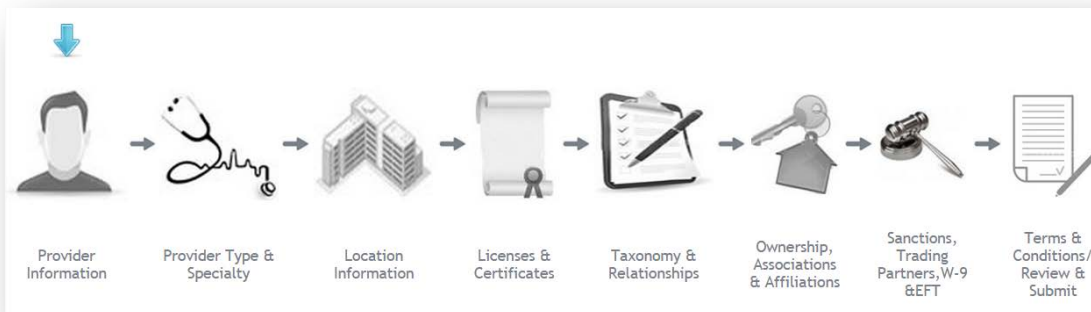 Provider
Information
Provider Type &
Specialty
Location
Information
Licenses &
Certificates
Taxonomy &
Relationships
Ownership,
Associations
& Affiliations
Sanctions,
Trading
Partners,W-9
&EFT
Terms &
Conditions/
Review &
Submit